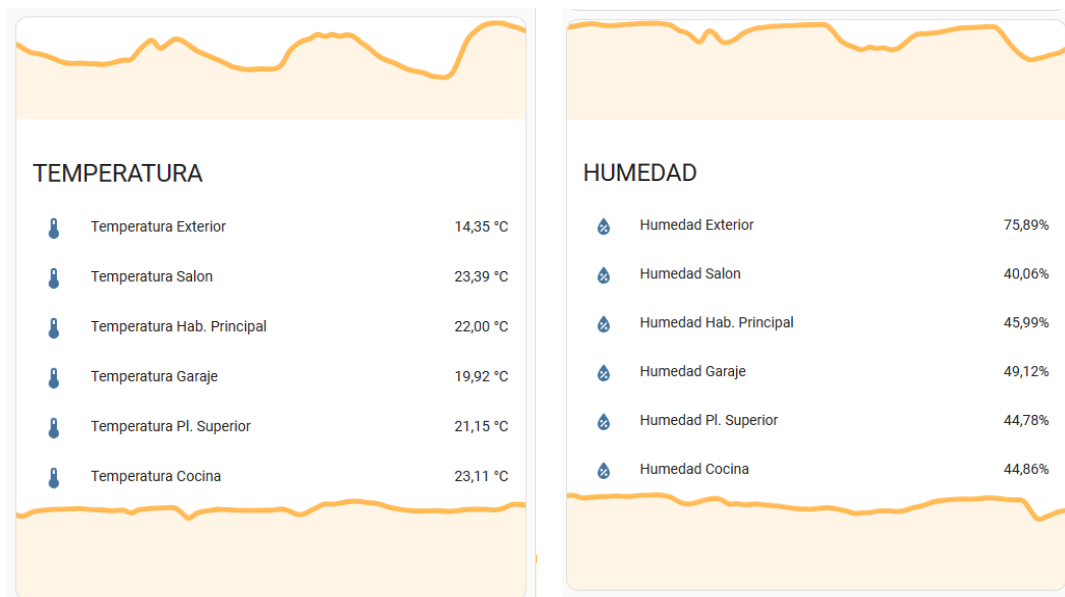 TEMPERATURA
Temperatura Exterior 14,35 °C
Temperatura Salon 23,39 °C
Temperatura Hab. Principal 22,00 °C
Temperatura Garaje 19,92 °C
Temperatura Pl. Superior 21,15 °C
Temperatura Cocina 23,11 °C
HUMEDAD
Humedad Exterior 75,89%
Humedad Salon 40,06%
Humedad Hab. Principal 45,99%
Humedad Garaje 49,12%
Humedad Pl. Superior 44,78%
Humedad Cocina 44,86%